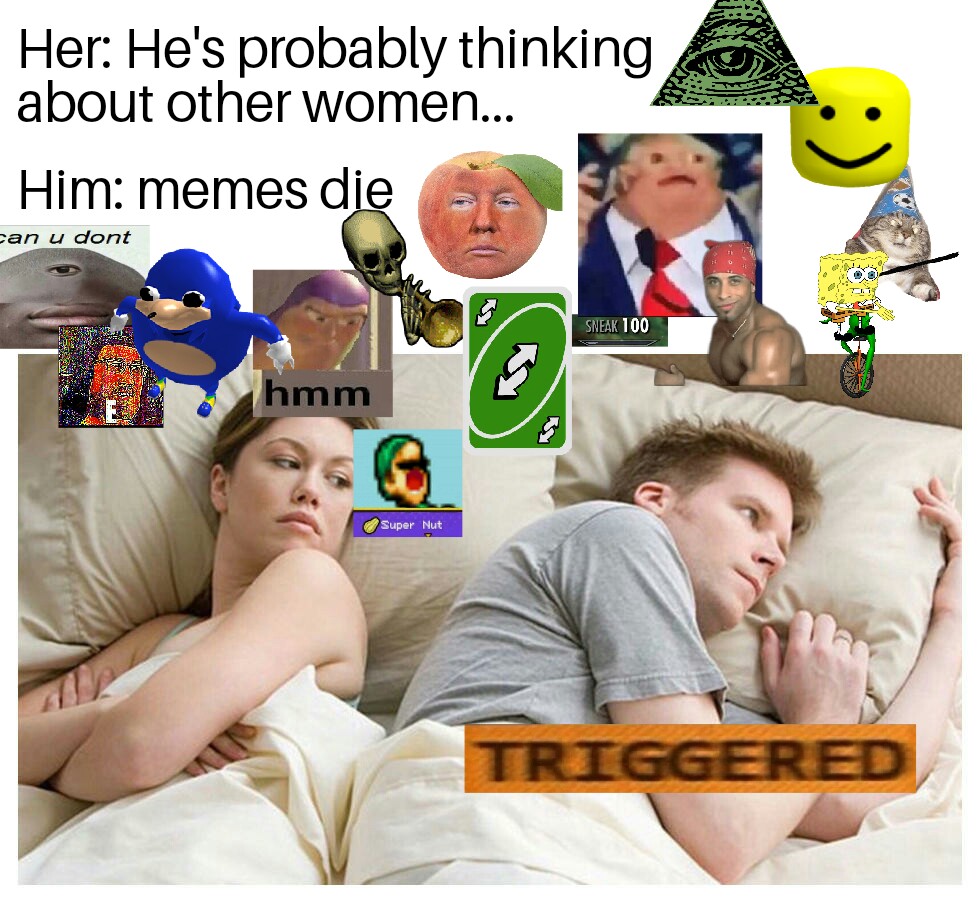 Her: He's probably thinking
about other women...
Him: memes die
can u dont
SNEAK 100
E
hmm
Super Nut
TRIGGERED